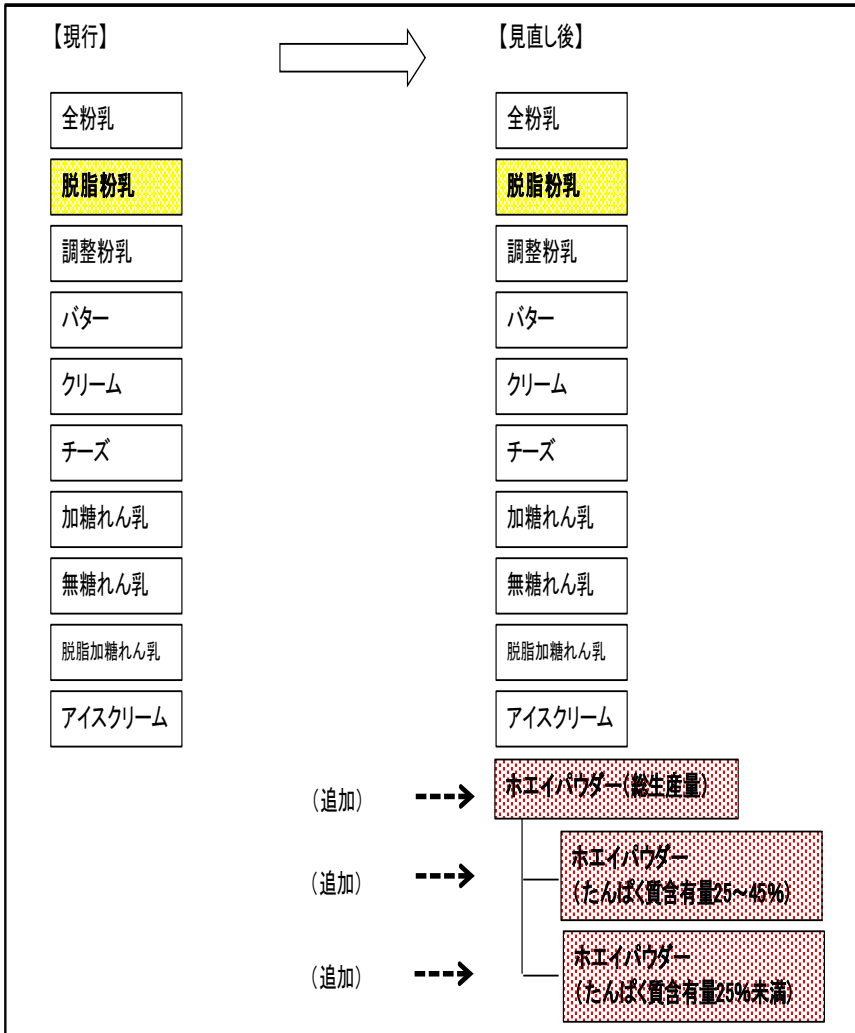 【現行】
【見直し後】
全粉乳
全粉乳
脱脂粉乳
脱脂粉乳
調整粉乳
調整粉乳
バター
バター
クリーム
クリーム
チーズ
チーズ
加糖れん乳
加糖れん乳
無糖れん乳
無糖れん乳
脱脂加糖れん乳
脱脂加糖れん乳
アイスクリーム
アイスクリーム
(追加)
ホエイパウダー(総生産量)
(追加)
ホエイパウダー
(たんぱく質含有量25～45%)
(追加)
ホエイパウダー
(たんぱく質含有量25%未満)